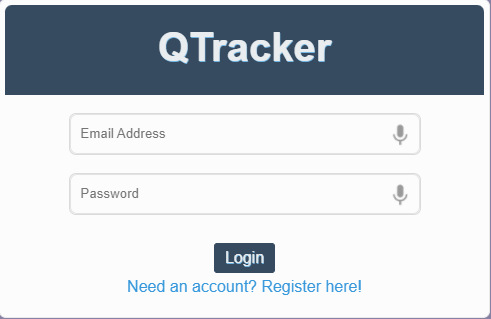 QTracker
Email Address
Password
Login
Need an account? Register here!